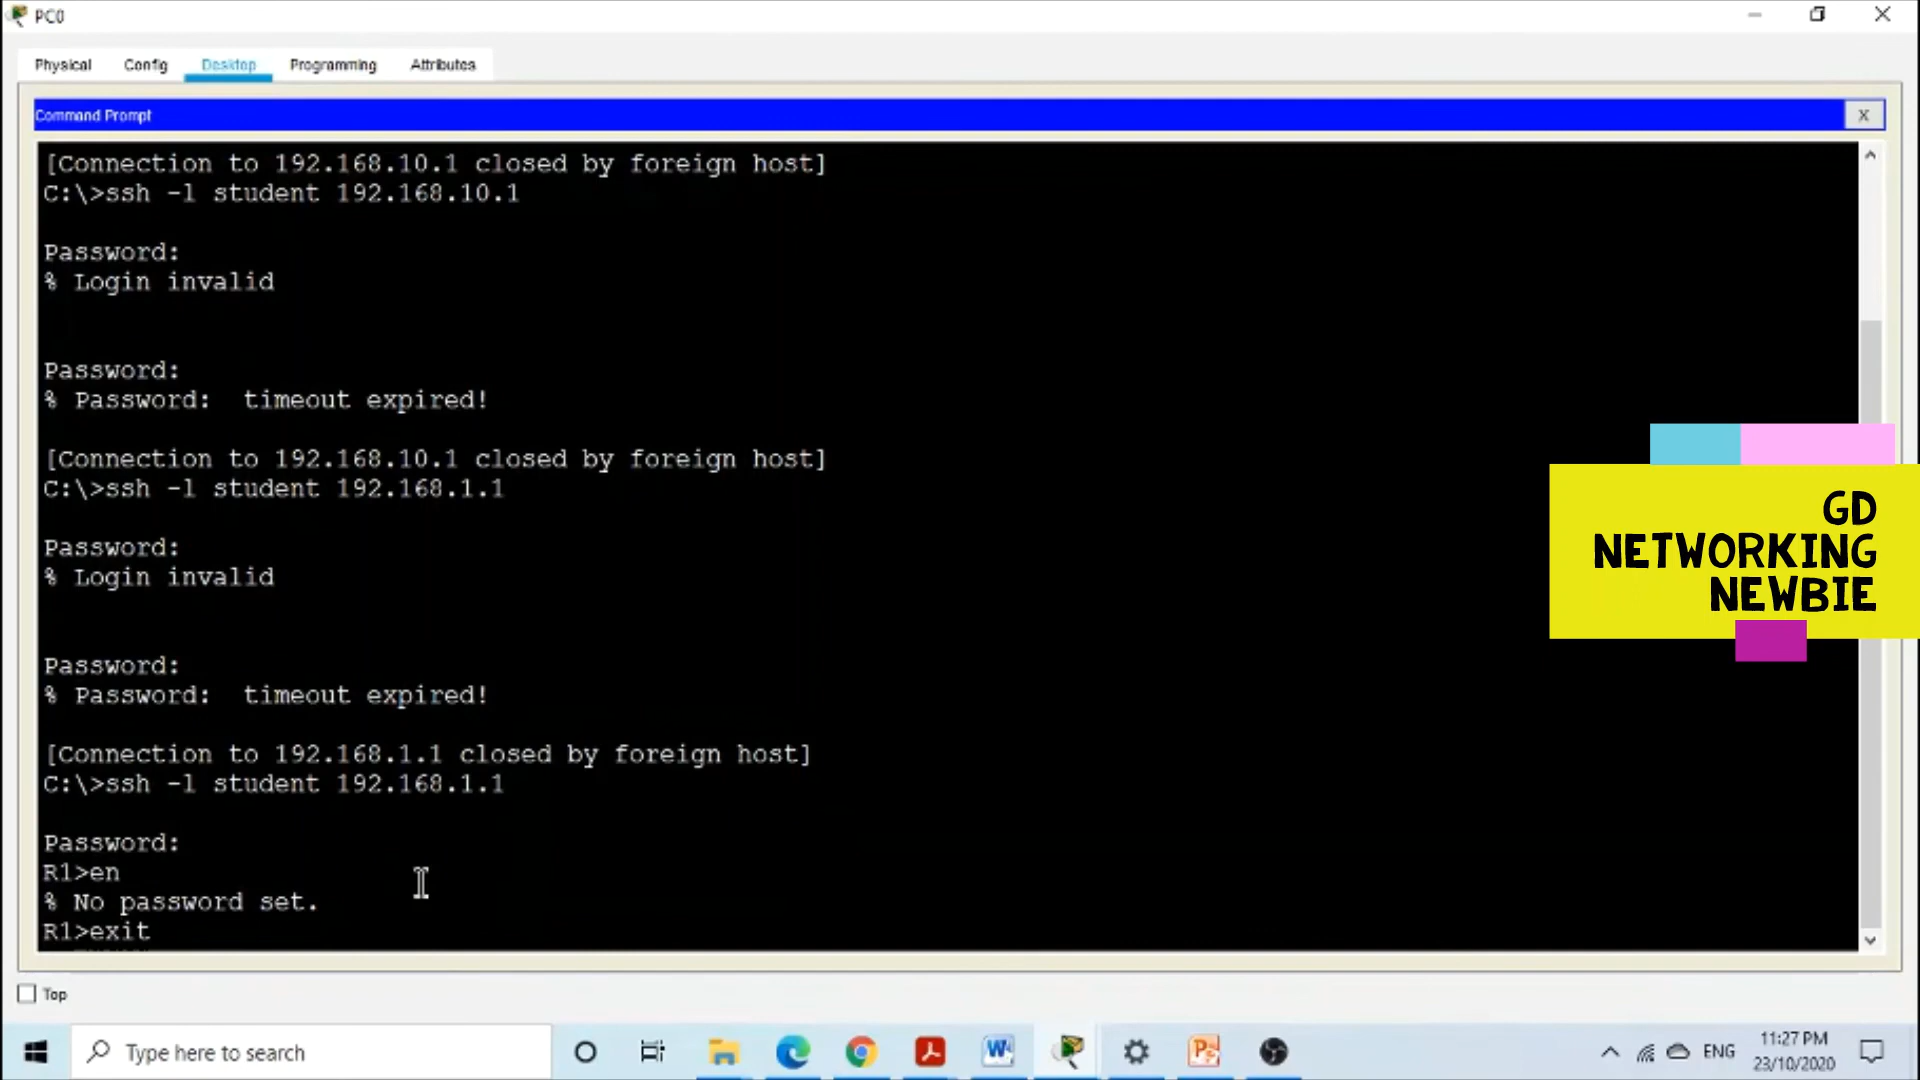 PC0
Physical Config Desktop Programming Attributes
Command Prompt
X
[Connection to 192.168.10.1 closed by foreign host]
C:\>ssh -l student 192.168.10.1
Password:
% Login invalid
Password:
% Password:  timeout expired!
[Connection to 192.168.10.1 closed by foreign host]
C:\>ssh -l student 192.168.1.1
Password:
% Login invalid
Password:
% Password:  timeout expired!
[Connection to 192.168.1.1 closed by foreign host]
C:\>ssh -l student 192.168.1.1
Password:
R1>en
% No password set.
R1>exit
GD
NETWORKING
NEWBIE
Top
Type here to search
ENG
11:27 PM
23/10/2020